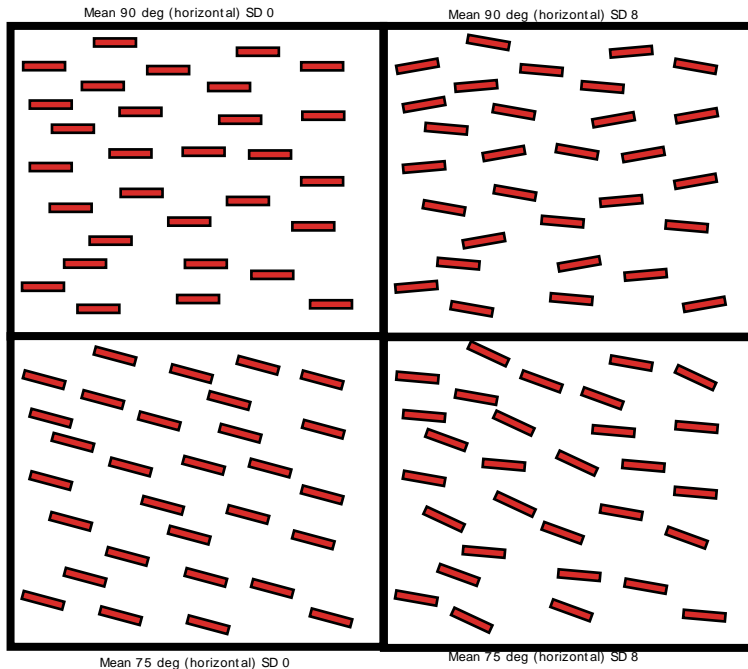 Mean 90 deg (horizontal) SD 0
Mean 90 deg (horizontal) SD 8
Mean 75 deg (horizontal) SD 0
Mean 75 deg (horizontal) SD 8